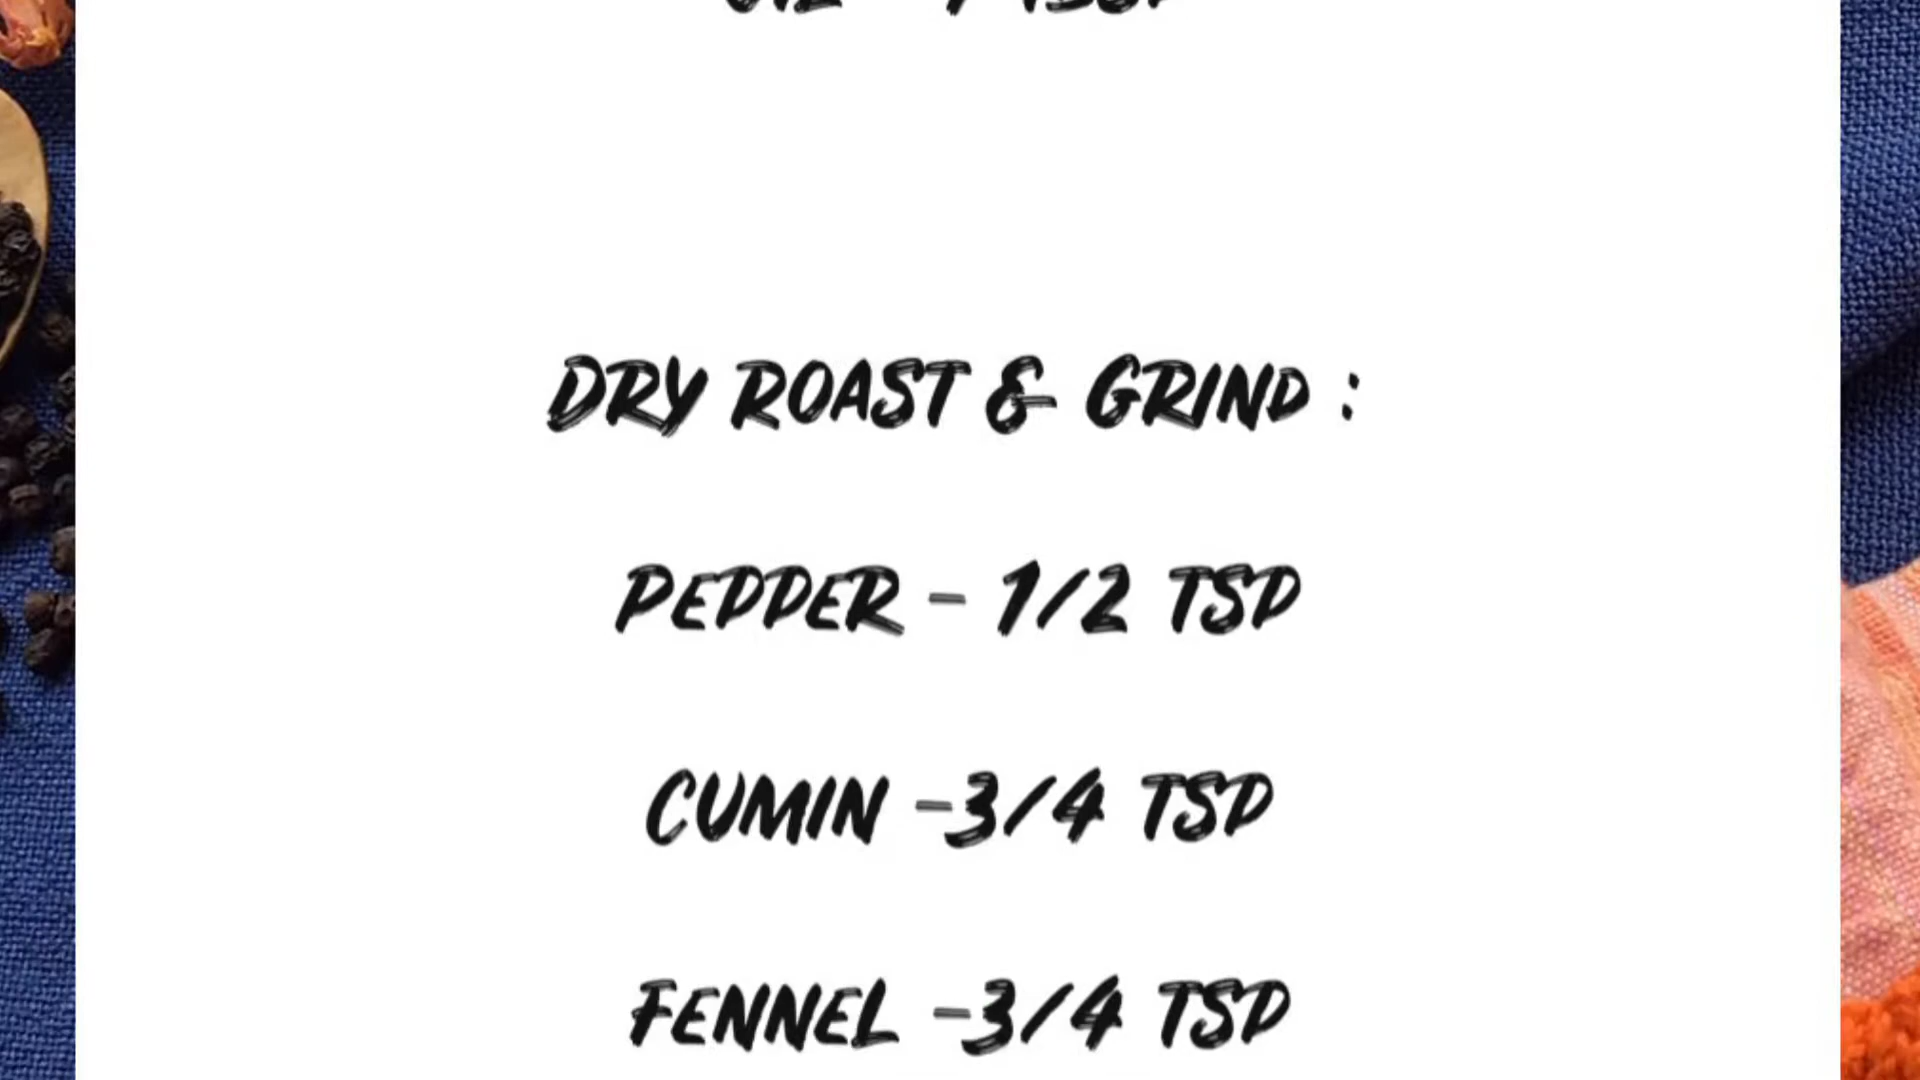 DRY ROAST & GRIND :
PEPPER - 1/2 TSP
CUMIN -3/4 TSP
FENNEL -3/4 TSP